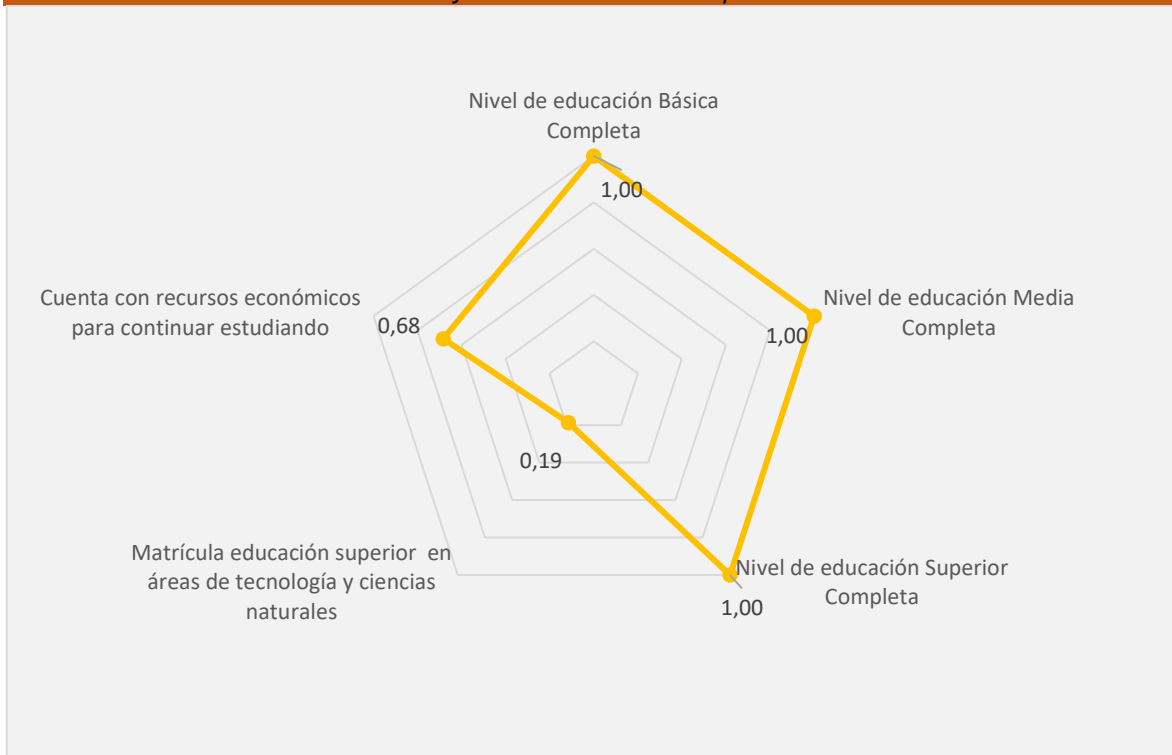 Nivel de educación Básica
Completa
1,00
Nivel de educación Media
Completa
1,00
Cuenta con recursos económicos
para continuar estudiando
0,68
0,19
Matrícula educación superior en
áreas de tecnología y ciencias
naturales
Nivel de educación Superior
Completa
1,00